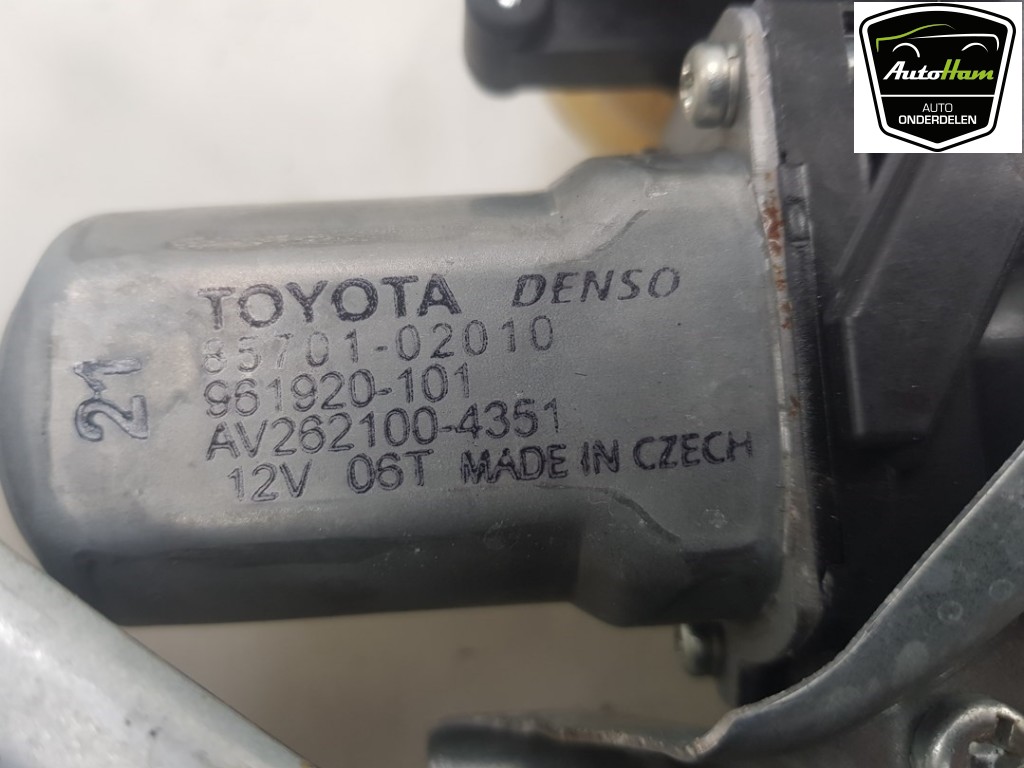 AutoHam
AUTO
ONDERDELEN
TOYOTA DENSO
85701-02010
961920-101
AV262100-4351
12V 06T MADE IN CZECH
21